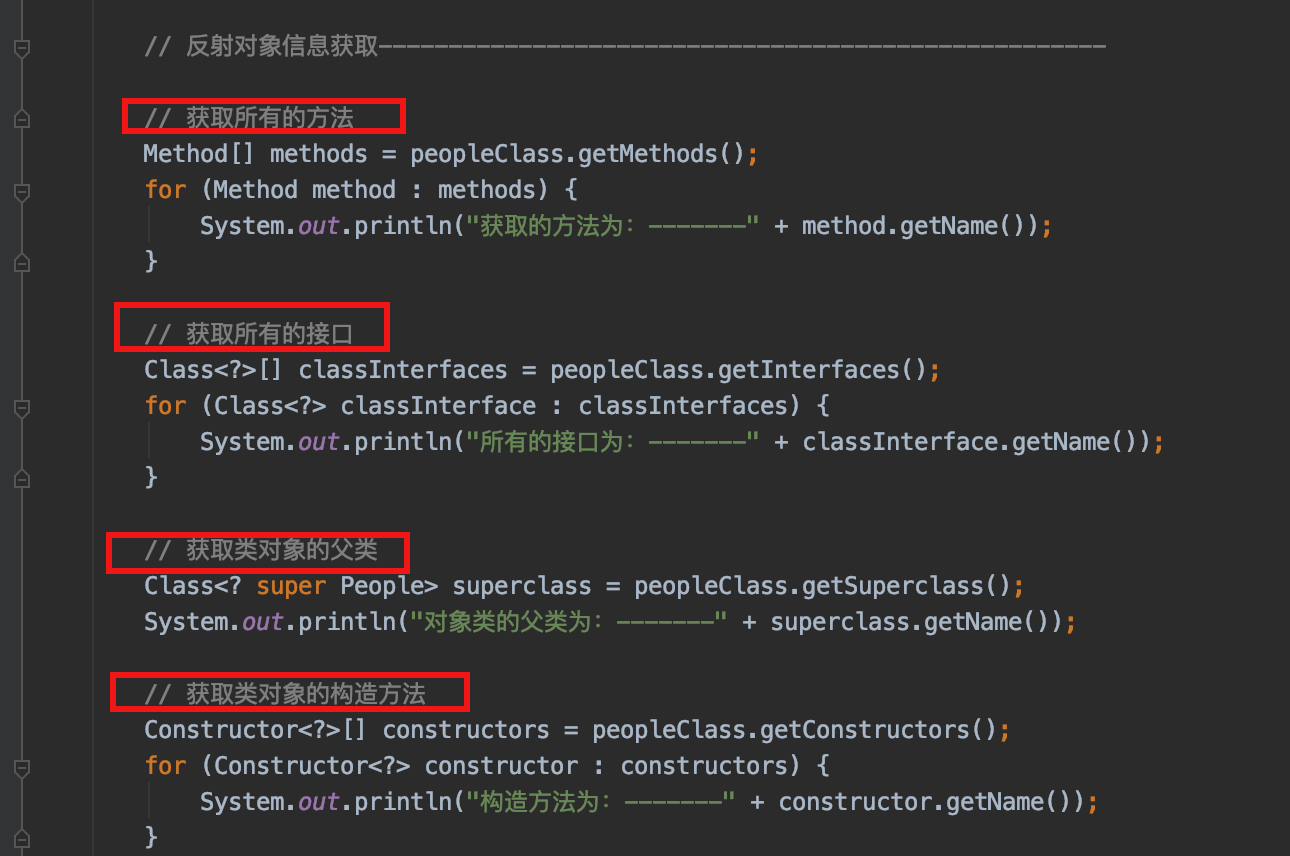 // 反射对象信息获取----------------------------------------------------
// 获取所有的方法
Method[] methods = peopleClass.getMethods();
for (Method method : methods) {
System.out.println("获取的方法为：-------" + method.getName());
}
// 获取所有的接口
Class<?>[] classInterfaces = peopleClass.getInterfaces();
for (Class<?> classInterface : classInterfaces) {
System.out.println("所有的接口为：-------" + classInterface.getName());
}
// 获取类对象的父类
Class<? super People> superclass = peopleClass.getSuperclass();
System.out.println("对象类的父类为：-------" + superclass.getName());
// 获取类对象的构造方法
Constructor<?>[] constructors = peopleClass.getConstructors();
for (Constructor<?> constructor : constructors) {
System.out.println("构造方法为：-------" + constructor.getName());
}